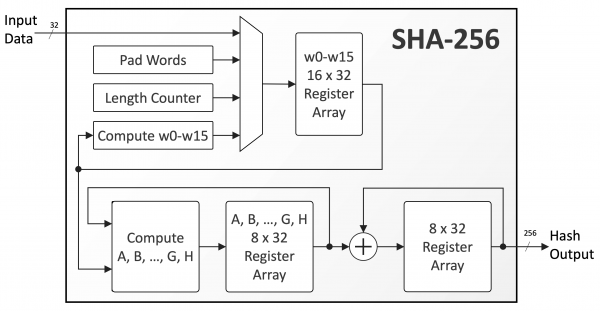 Input
Data
32
SHA-256
Pad Words
Length Counter
Compute w0-w15
w0-w15
16 x 32
Register
Array
Compute
A, B, ..., G, H
A, B, ..., G, H
8 x 32
Register
Array
+
8 x 32
Register
Array
256
Hash
Output